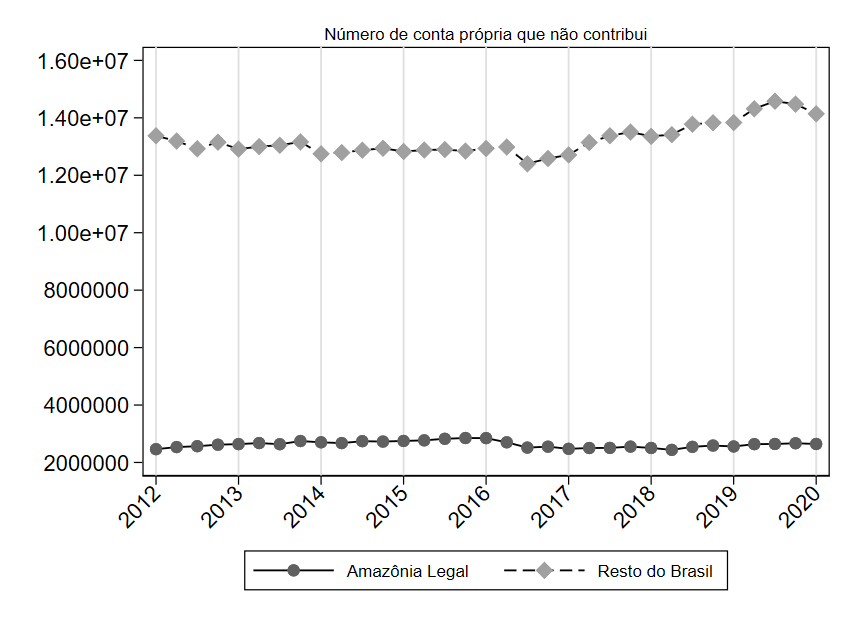 Número de conta própria que não contribui
1.60e+07
1.40e+07
1.20e+07
1.00e+07
8000000
6000000
4000000
2000000
2012 2013 2014 2015 2016 2017 2018 2019 2020
Amazônia Legal Resto do Brasil